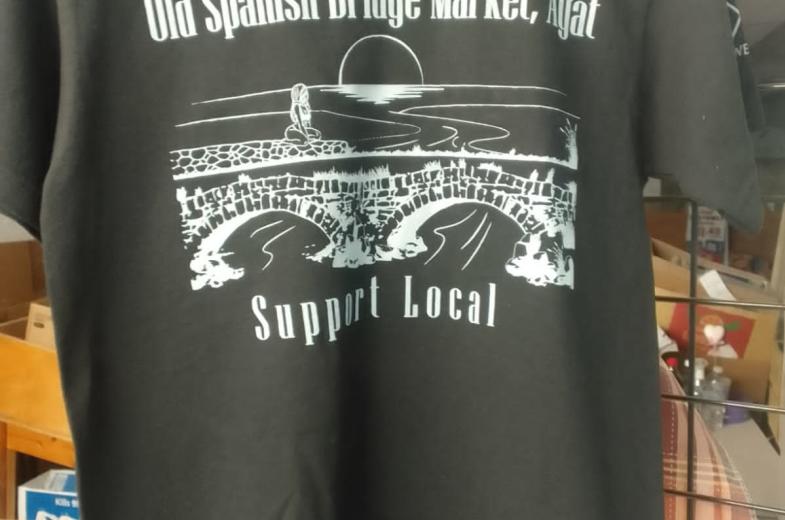 Old Spanish Bridge Market, Agat
Support Local